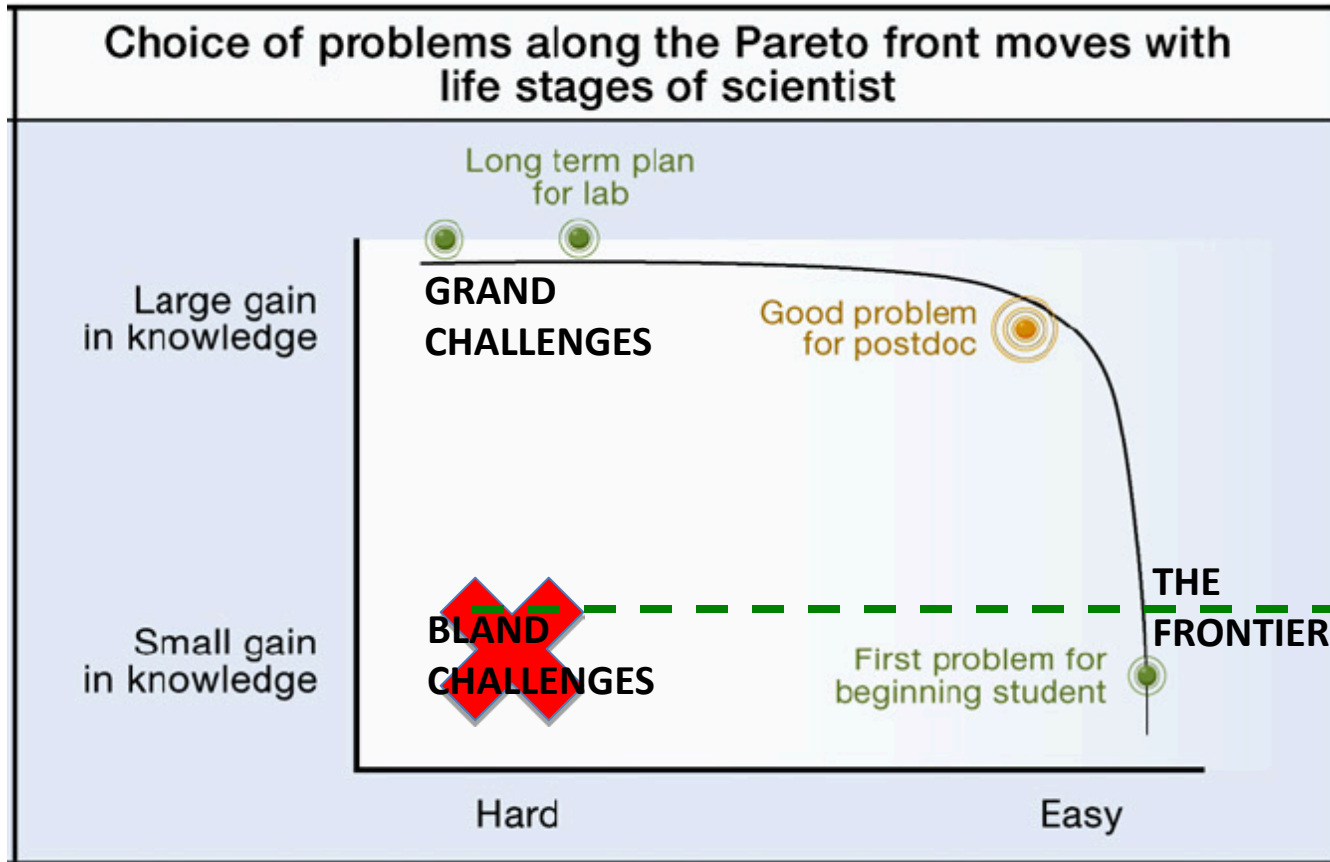 Choice of problems along the Pareto front moves with
life stages of scientist
Long term plan
for lab
Large gain
in knowledge
GRAND
CHALLENGES
Good problem
for postdoc
THE
FRONTIER
Small gain
in knowledge
BLAND
CHALLENGES
First problem for
beginning student
Hard
Easy